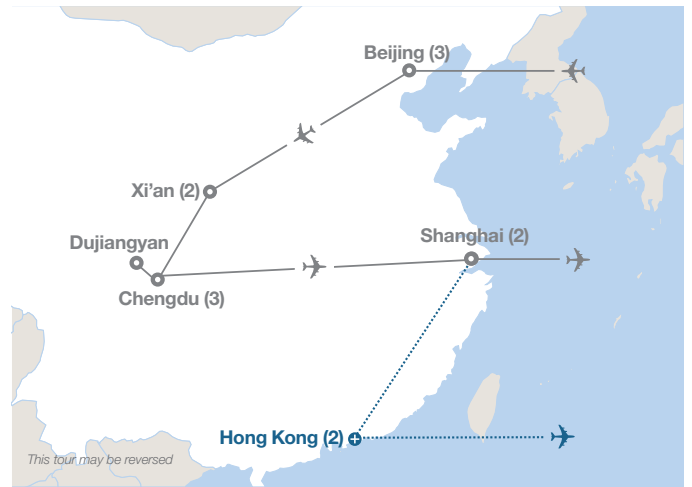 Beijing (3)
Xi’an (2)
Dujiangyan
Shanghai (2)
Chengdu (3)
Hong Kong (2)
This tour may be reversed